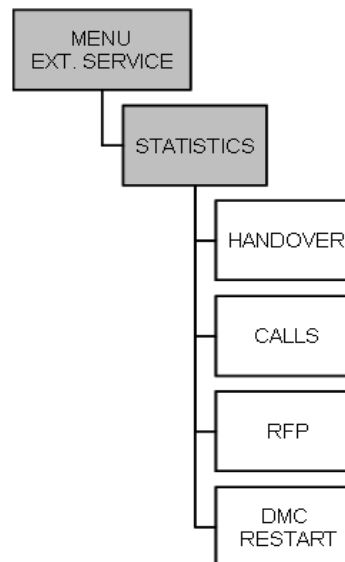 MENU
EXT. SERVICE
STATISTICS
HANDOVER
CALLS
RFP
DMC
RESTART